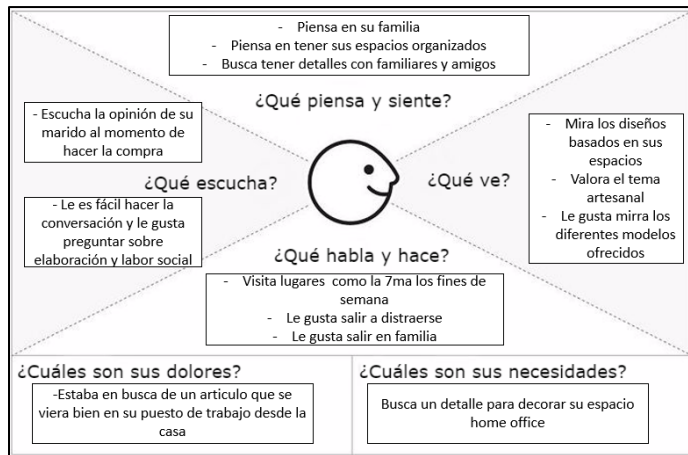 - Piensa en su familia
- Piensa en tener sus espacios organizados
- Busca tener detalles con familiares y amigos
¿Qué piensa y siente?
- Escucha la opinión de su
marido al momento de
hacer la compra
¿Qué escucha?
- Le es fácil hacer la
conversación y le gusta
preguntar sobre
elaboración y labor social
¿Qué ve?
- Mira los diseños
basados en sus
espacios
- Valora el tema
artesanal
- Le gusta mirra los
diferentes modelos
ofrecidos
¿Qué habla y hace?
- Visita lugares como la 7ma los fines de
semana
- Le gusta salir a distraerse
- Le gusta salir en familia
¿Cuáles son sus dolores?
-Estaba en busca de un articulo que se
viera bien en su puesto de trabajo desde la
casa
¿Cuáles son sus necesidades?
Busca un detalle para decorar su espacio
home office